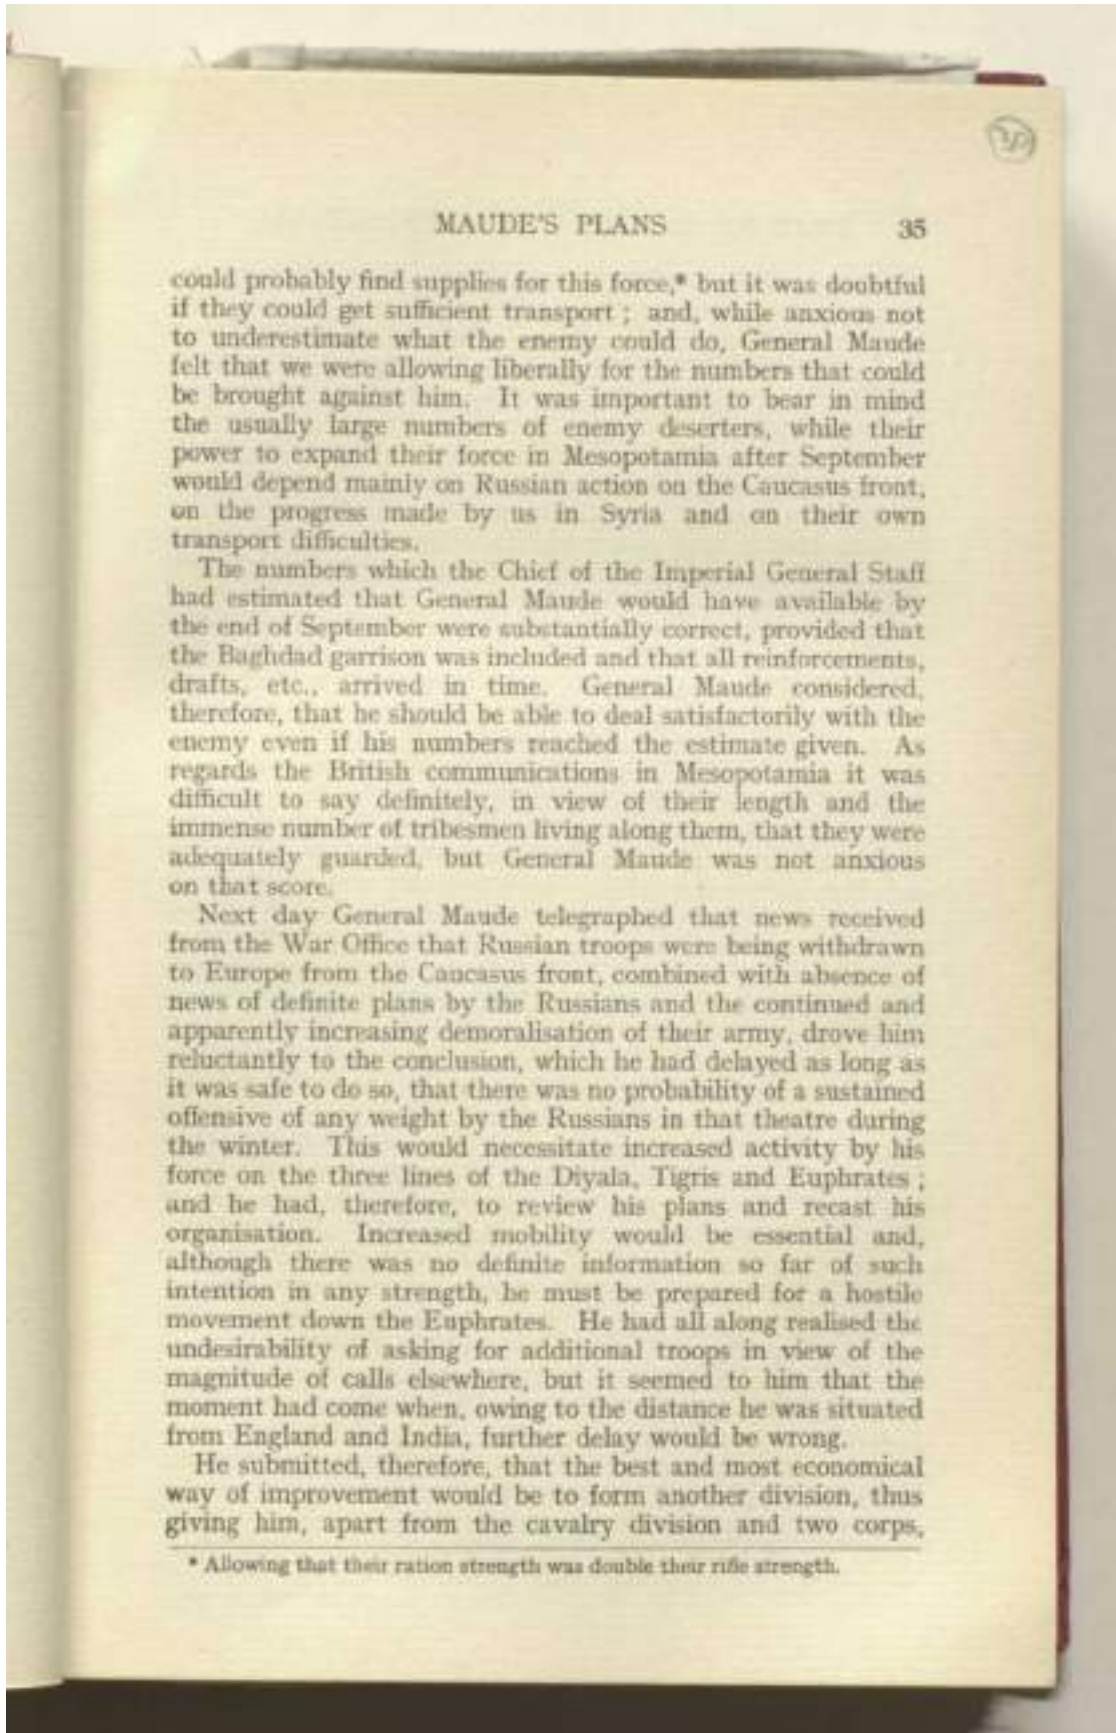 MAUDE'S PLANS 35
could probably find supplies for this force,* but it was doubtful
if they could get sufficient transport ; and, while anxious not
to underestimate what the enemy could do, General Maude
felt that we were allowing liberally for the numbers that could
be brought against him. It was important to bear in mind
the usually large numbers of enemy deserters, while their
power to expand their force in Mesopotamia after September
would depend mainly on Russian action on the Caucasus front,
on the progress made by us in Syria and on their own
transport difficulties.
The numbers which the Chief of the Imperial General Staff
had estimated that General Maude would have available by
the end of September were substantially correct, provided that
the Baghdad garrison was included and that all reinforcements,
drafts, etc., arrived in time. General Maude considered,
therefore, that he should be able to deal satisfactorily with the
enemy even if his numbers reached the estimate given. As
regards the British communications in Mesopotamia it was
difficult to say definitely, in view of their length and the
immense number of tribesmen living along them, that they were
adequately guarded, but General Maude was not anxious
on that score.
Next day General Maude telegraphed that news received
from the War Office that Russian troops were being withdrawn
to Europe from the Caucasus front, combined with absence of
news of definite plans by the Russians and the continued and
apparently increasing demoralisation of their army, drove him
reluctantly to the conclusion, which he had delayed as long as
it was safe to do so, that there was no probability of a sustained
offensive of any weight by the Russians in that theatre during
the winter. This would necessitate increased activity by his
force on the three lines of the Diyala, Tigris and Euphrates ;
and he had, therefore, to review his plans and recast his
organisation. Increased mobility would be essential and,
although there was no definite information so far of such
intention in any strength, he must be prepared for a hostile
movement down the Euphrates. He had all along realised the
undesirability of asking for additional troops in view of the
magnitude of calls elsewhere, but it seemed to him that the
moment had come when, owing to the distance he was situated
from England and India, further delay would be wrong.
He submitted, therefore, that the best and most economical
way of improvement would be to form another division, thus
giving him, apart from the cavalry division and two corps,
* Allowing that their ration strength was double their rifle strength.